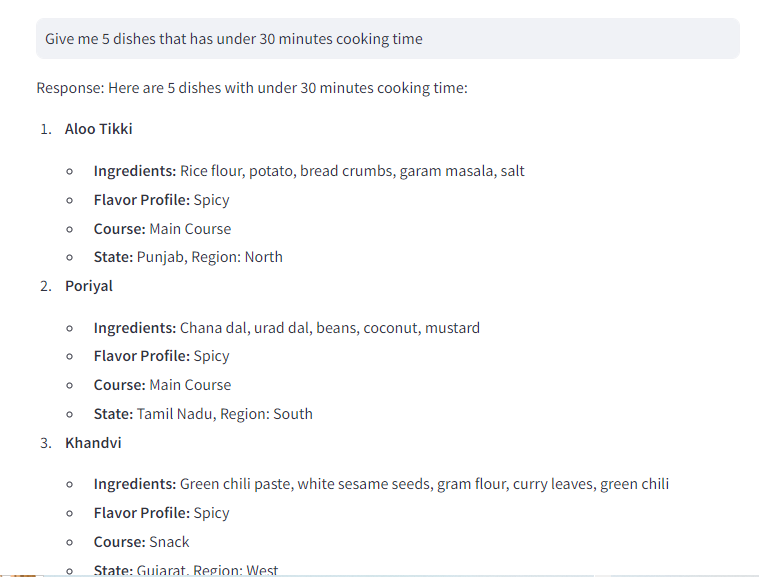 Give me 5 dishes that has under 30 minutes cooking time
Response: Here are 5 dishes with under 30 minutes cooking time:
1. Aloo Tikki
Ingredients: Rice flour, potato, bread crumbs, garam masala, salt
Flavor Profile: Spicy
Course: Main Course
State: Punjab, Region: North
2. Poriyal
Ingredients: Chana dal, urad dal, beans, coconut, mustard
Flavor Profile: Spicy
Course: Main Course
State: Tamil Nadu, Region: South
3. Khandvi
Ingredients: Green chili paste, white sesame seeds, gram flour, curry leaves, green chili
Flavor Profile: Spicy
Course: Snack
State: Gujarat, Region: West